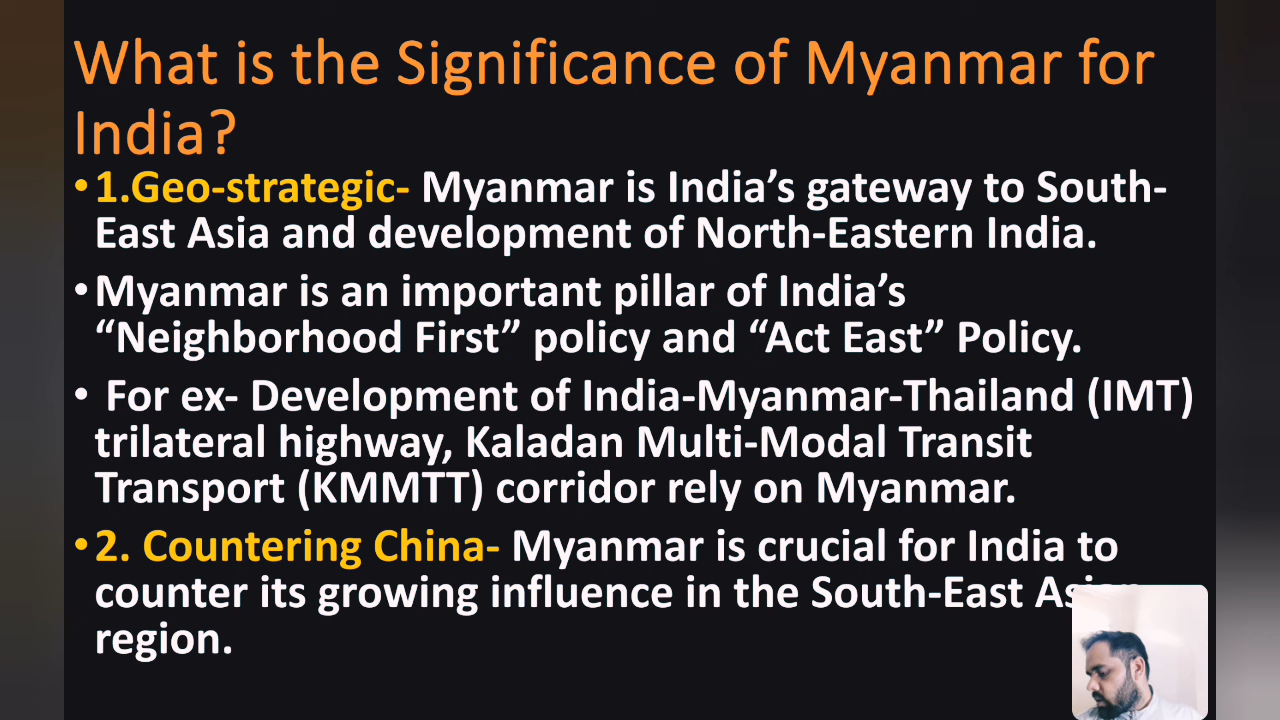 What is the Significance of Myanmar for
India?
•1.Geo-strategic- Myanmar is India’s gateway to South-
East Asia and development of North-Eastern India.
•Myanmar is an important pillar of India’s
“Neighborhood First” policy and “Act East” Policy.
• For ex- Development of India-Myanmar-Thailand (IMT)
trilateral highway, Kaladan Multi-Modal Transit
Transport (KMMTT) corridor rely on Myanmar.
•2. Countering China- Myanmar is crucial for India to
counter its growing influence in the South-East Asian
region.